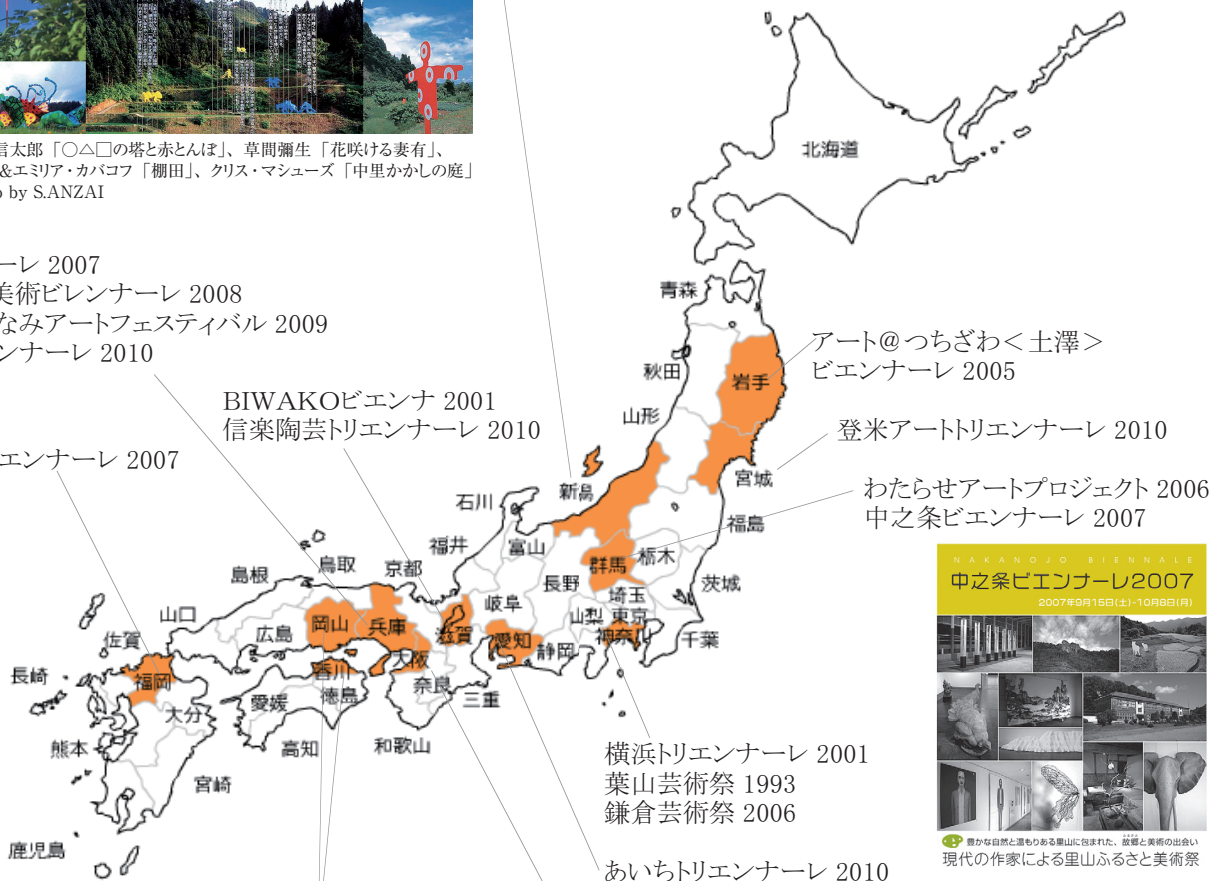 信太郎「○△□の塔と赤とんぼ」、草間彌生「花咲ける妻有」、
&エミリア・カバコフ「棚田」、クリス・マシューズ「中里かかしの庭」
by S.ANZAI
ーレ 2007
美術ビレンナーレ 2008
なみアートフェスティバル 2009
ンナーレ 2010
エンナーレ 2007
BIWAKOビエンナ 2001
信楽陶芸トリエンナーレ 2010
アート@つちざわ<土澤>
ビエンナーレ 2005
登米アートトリエンナーレ 2010
わたらせアートプロジェクト 2006
中之条ビエンナーレ 2007
横浜トリエンナーレ 2001
葉山芸術祭 1993
鎌倉芸術祭 2006
あいちトリエンナーレ 2010
北海道
青森
秋田
岩手
山形
宮城
新潟
福島
石川
富山
福井
群馬
栃木
長野
茨城
埼玉
岐阜
山梨
東京
神奈川
千葉
静岡
愛知
滋賀
京都
鳥取
島根
岡山
兵庫
広島
山口
大阪
奈良
三重
和歌山
香川
徳島
愛媛
高知
佐賀
福岡
長崎
大分
熊本
宮崎
鹿児島
NAKANOJO BIENNALE
中之条ビエンナーレ2007
2007年9月15日(土)-10月8日(月)
豊かな自然と温もりある里山に包まれた、故郷と美術の出会い
現代の作家による里山ふるさと美術祭